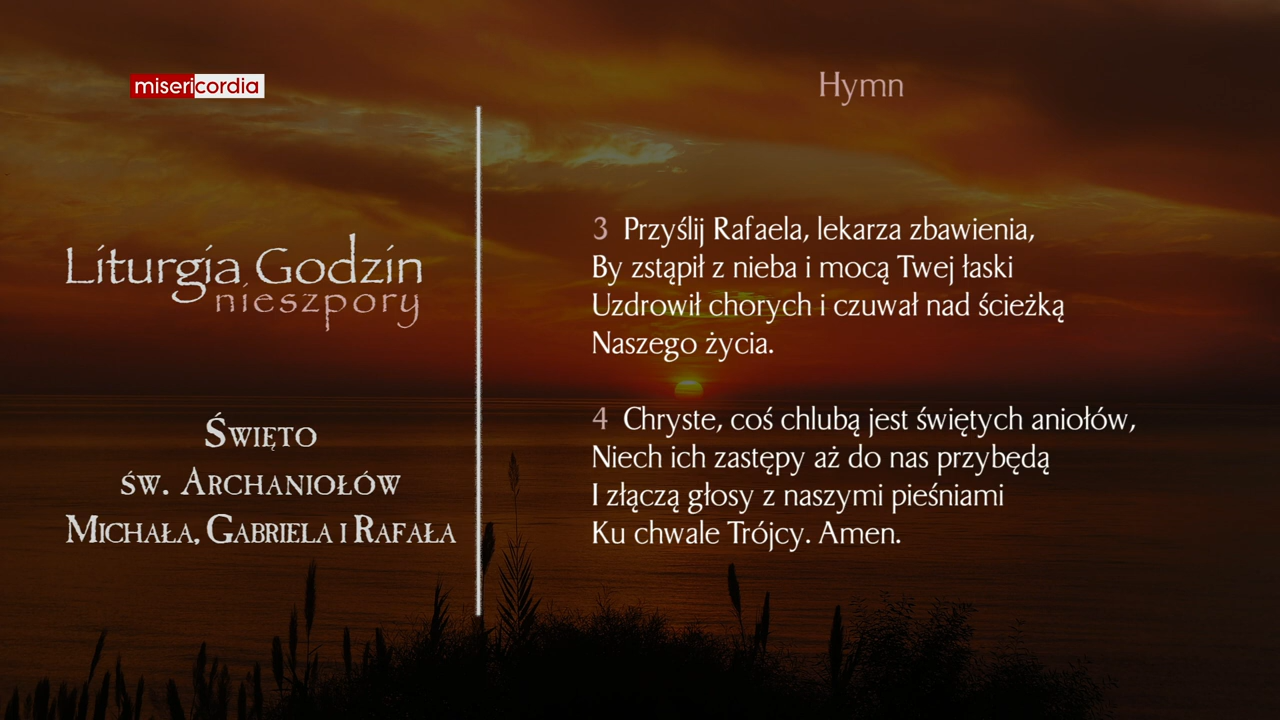 misericordia
Hymn
Liturgia Godzin
nieszpory
Święto
św. Archaniołów
Michała, Gabriela i Rafała
3 Przyślij Rafaela, lekarza zbawienia,
By zstąpił z nieba i mocą Twej łaski
Uzdrowił chorych i czuwał nad ścieżką
Naszego życia.
4 Chryste, coś chlubą jest świętych aniołów,
Niech ich zastępy aż do nas przybędą
I złączą głosy z naszymi pieśniami
Ku chwale Trójcy. Amen.